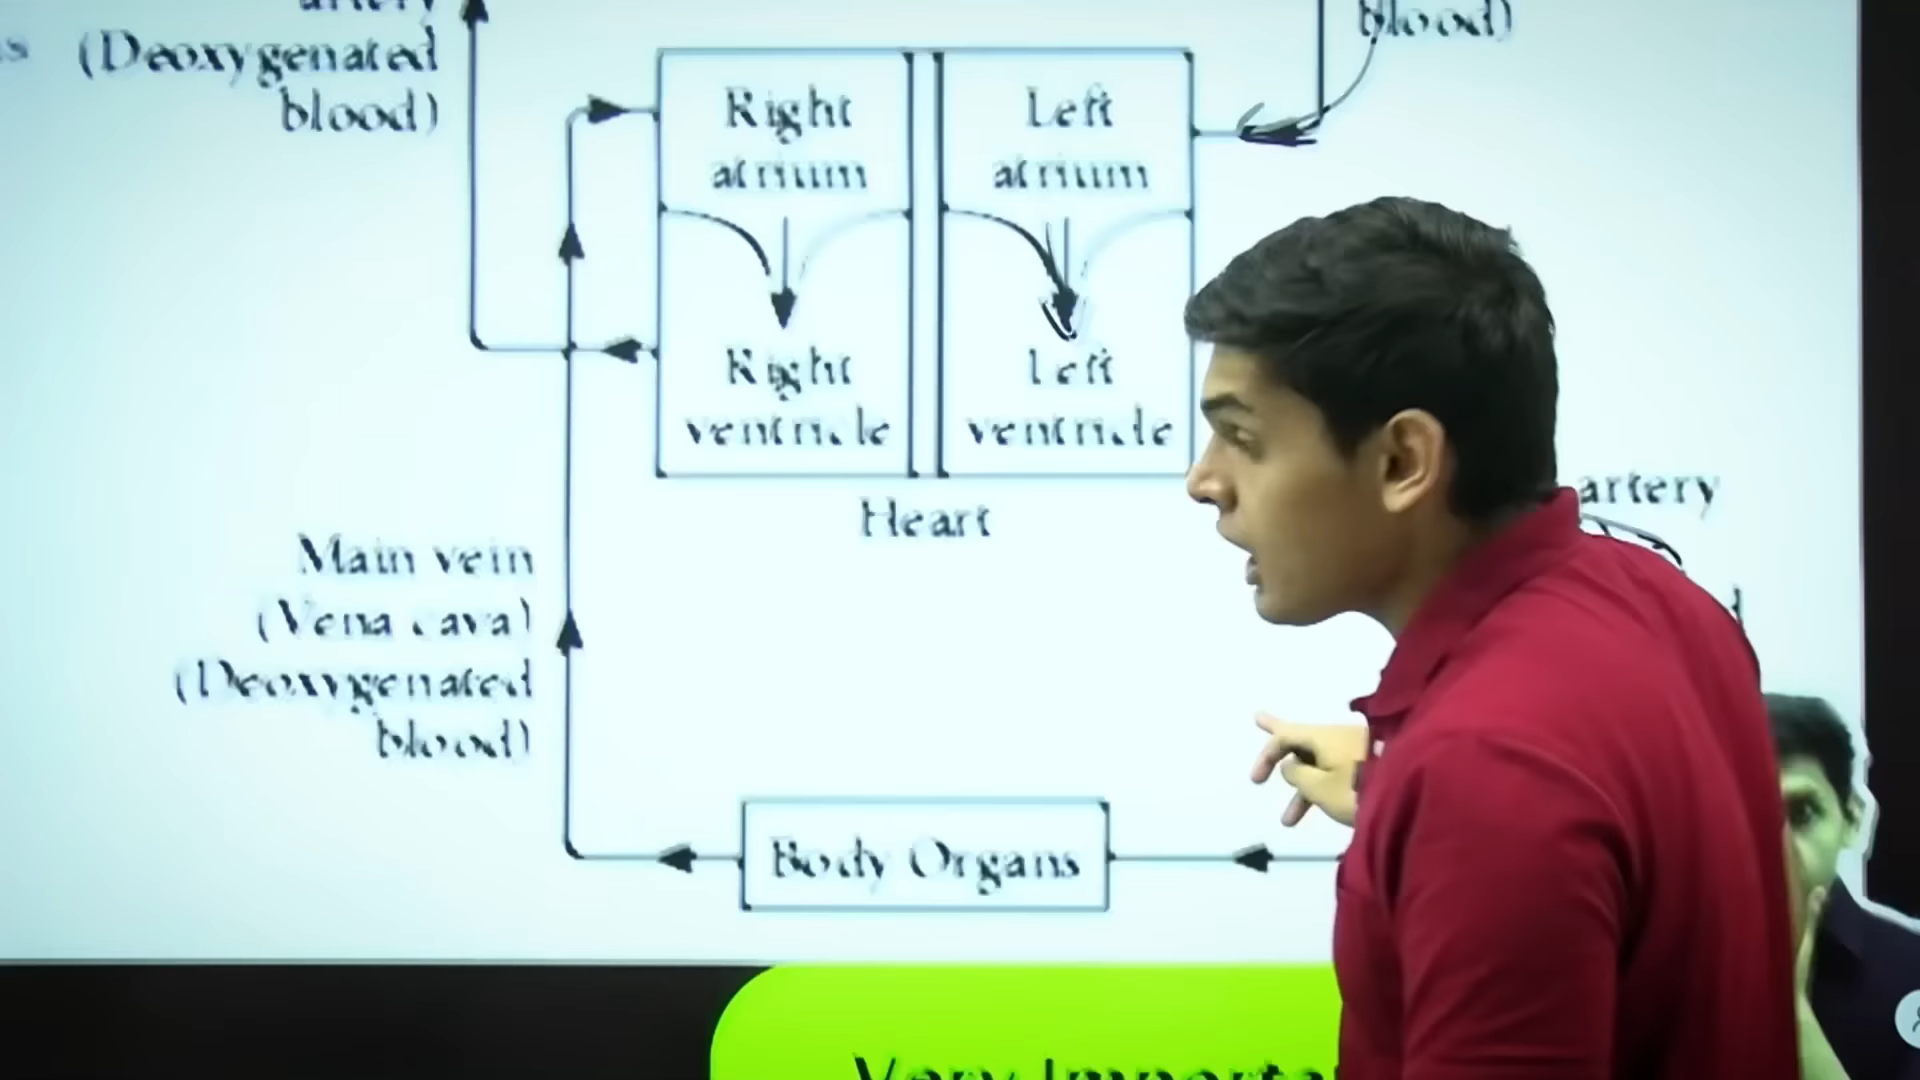 (Deoxygenated
blood)
blood)
Right
atrium
Left
atrium
Right
ventricle
Left
ventricle
Heart
artery
Main vein
(Vena cava)
(Deoxygenated
blood)
Body Organs
Very